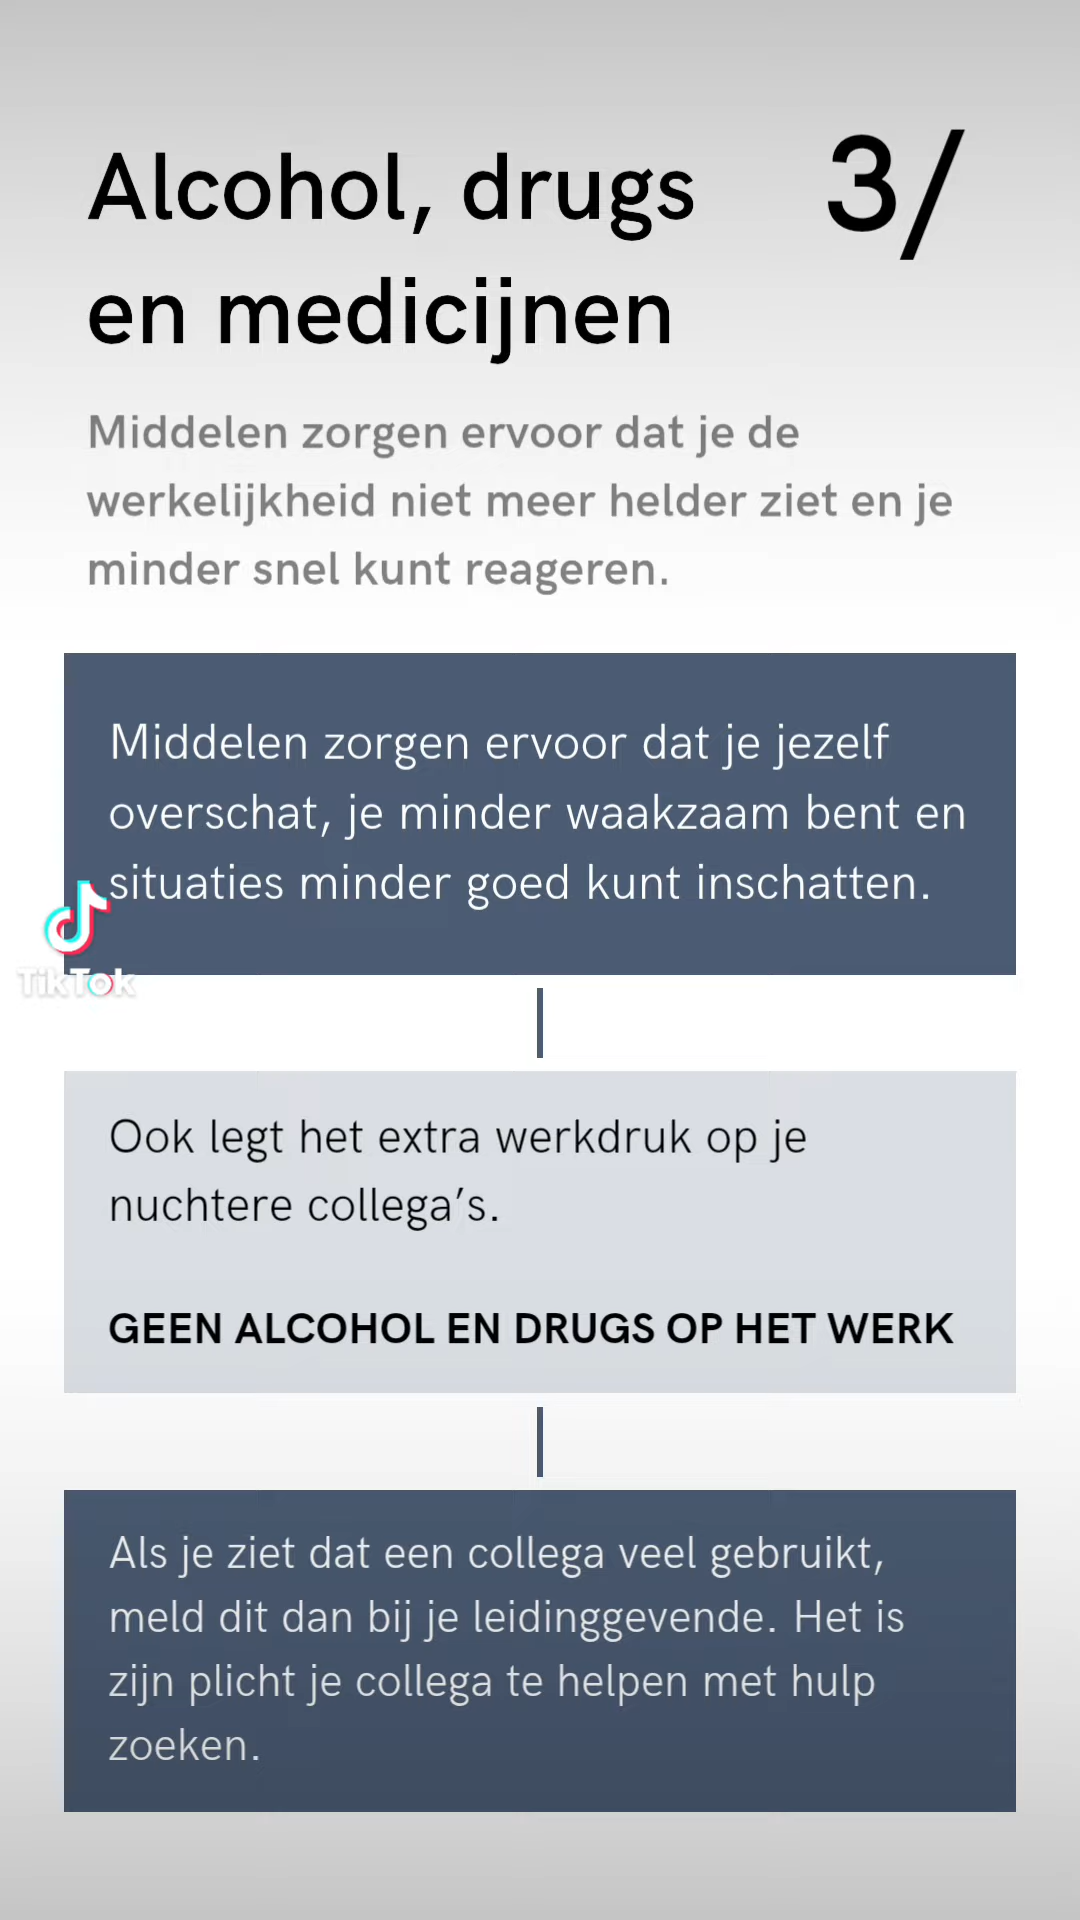 Alcohol, drugs
en medicijnen
3/
Middelen zorgen ervoor dat je de
werkelijkheid niet meer helder ziet en je
minder snel kunt reageren.
Middelen zorgen ervoor dat je jezelf
overschat, je minder waakzaam bent en
situaties minder goed kunt inschatten.
TikTok
Ook legt het extra werkdruk op je
nuchtere collega’s.
GEEN ALCOHOL EN DRUGS OP HET WERK
Als je ziet dat een collega veel gebruikt,
meld dit dan bij je leidinggevende. Het is
zijn plicht je collega te helpen met hulp
zoeken.